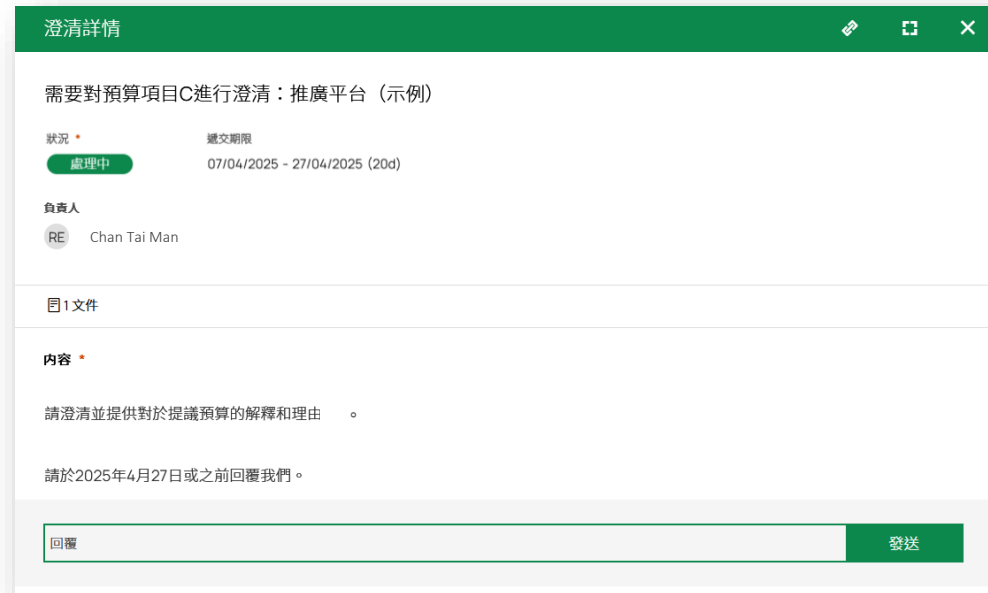 澄清詳情
需要對預算項目C進行澄清：推廣平台（示例）
狀況 * 遞交期限
處理中 07/04/2025 - 27/04/2025 (20d)
負責人
RE Chan Tai Man
1 文件
內容 *
請澄清並提供對於提議預算的解釋和理由 。
請於2025年4月27日或之前回覆我們。
回覆 發送